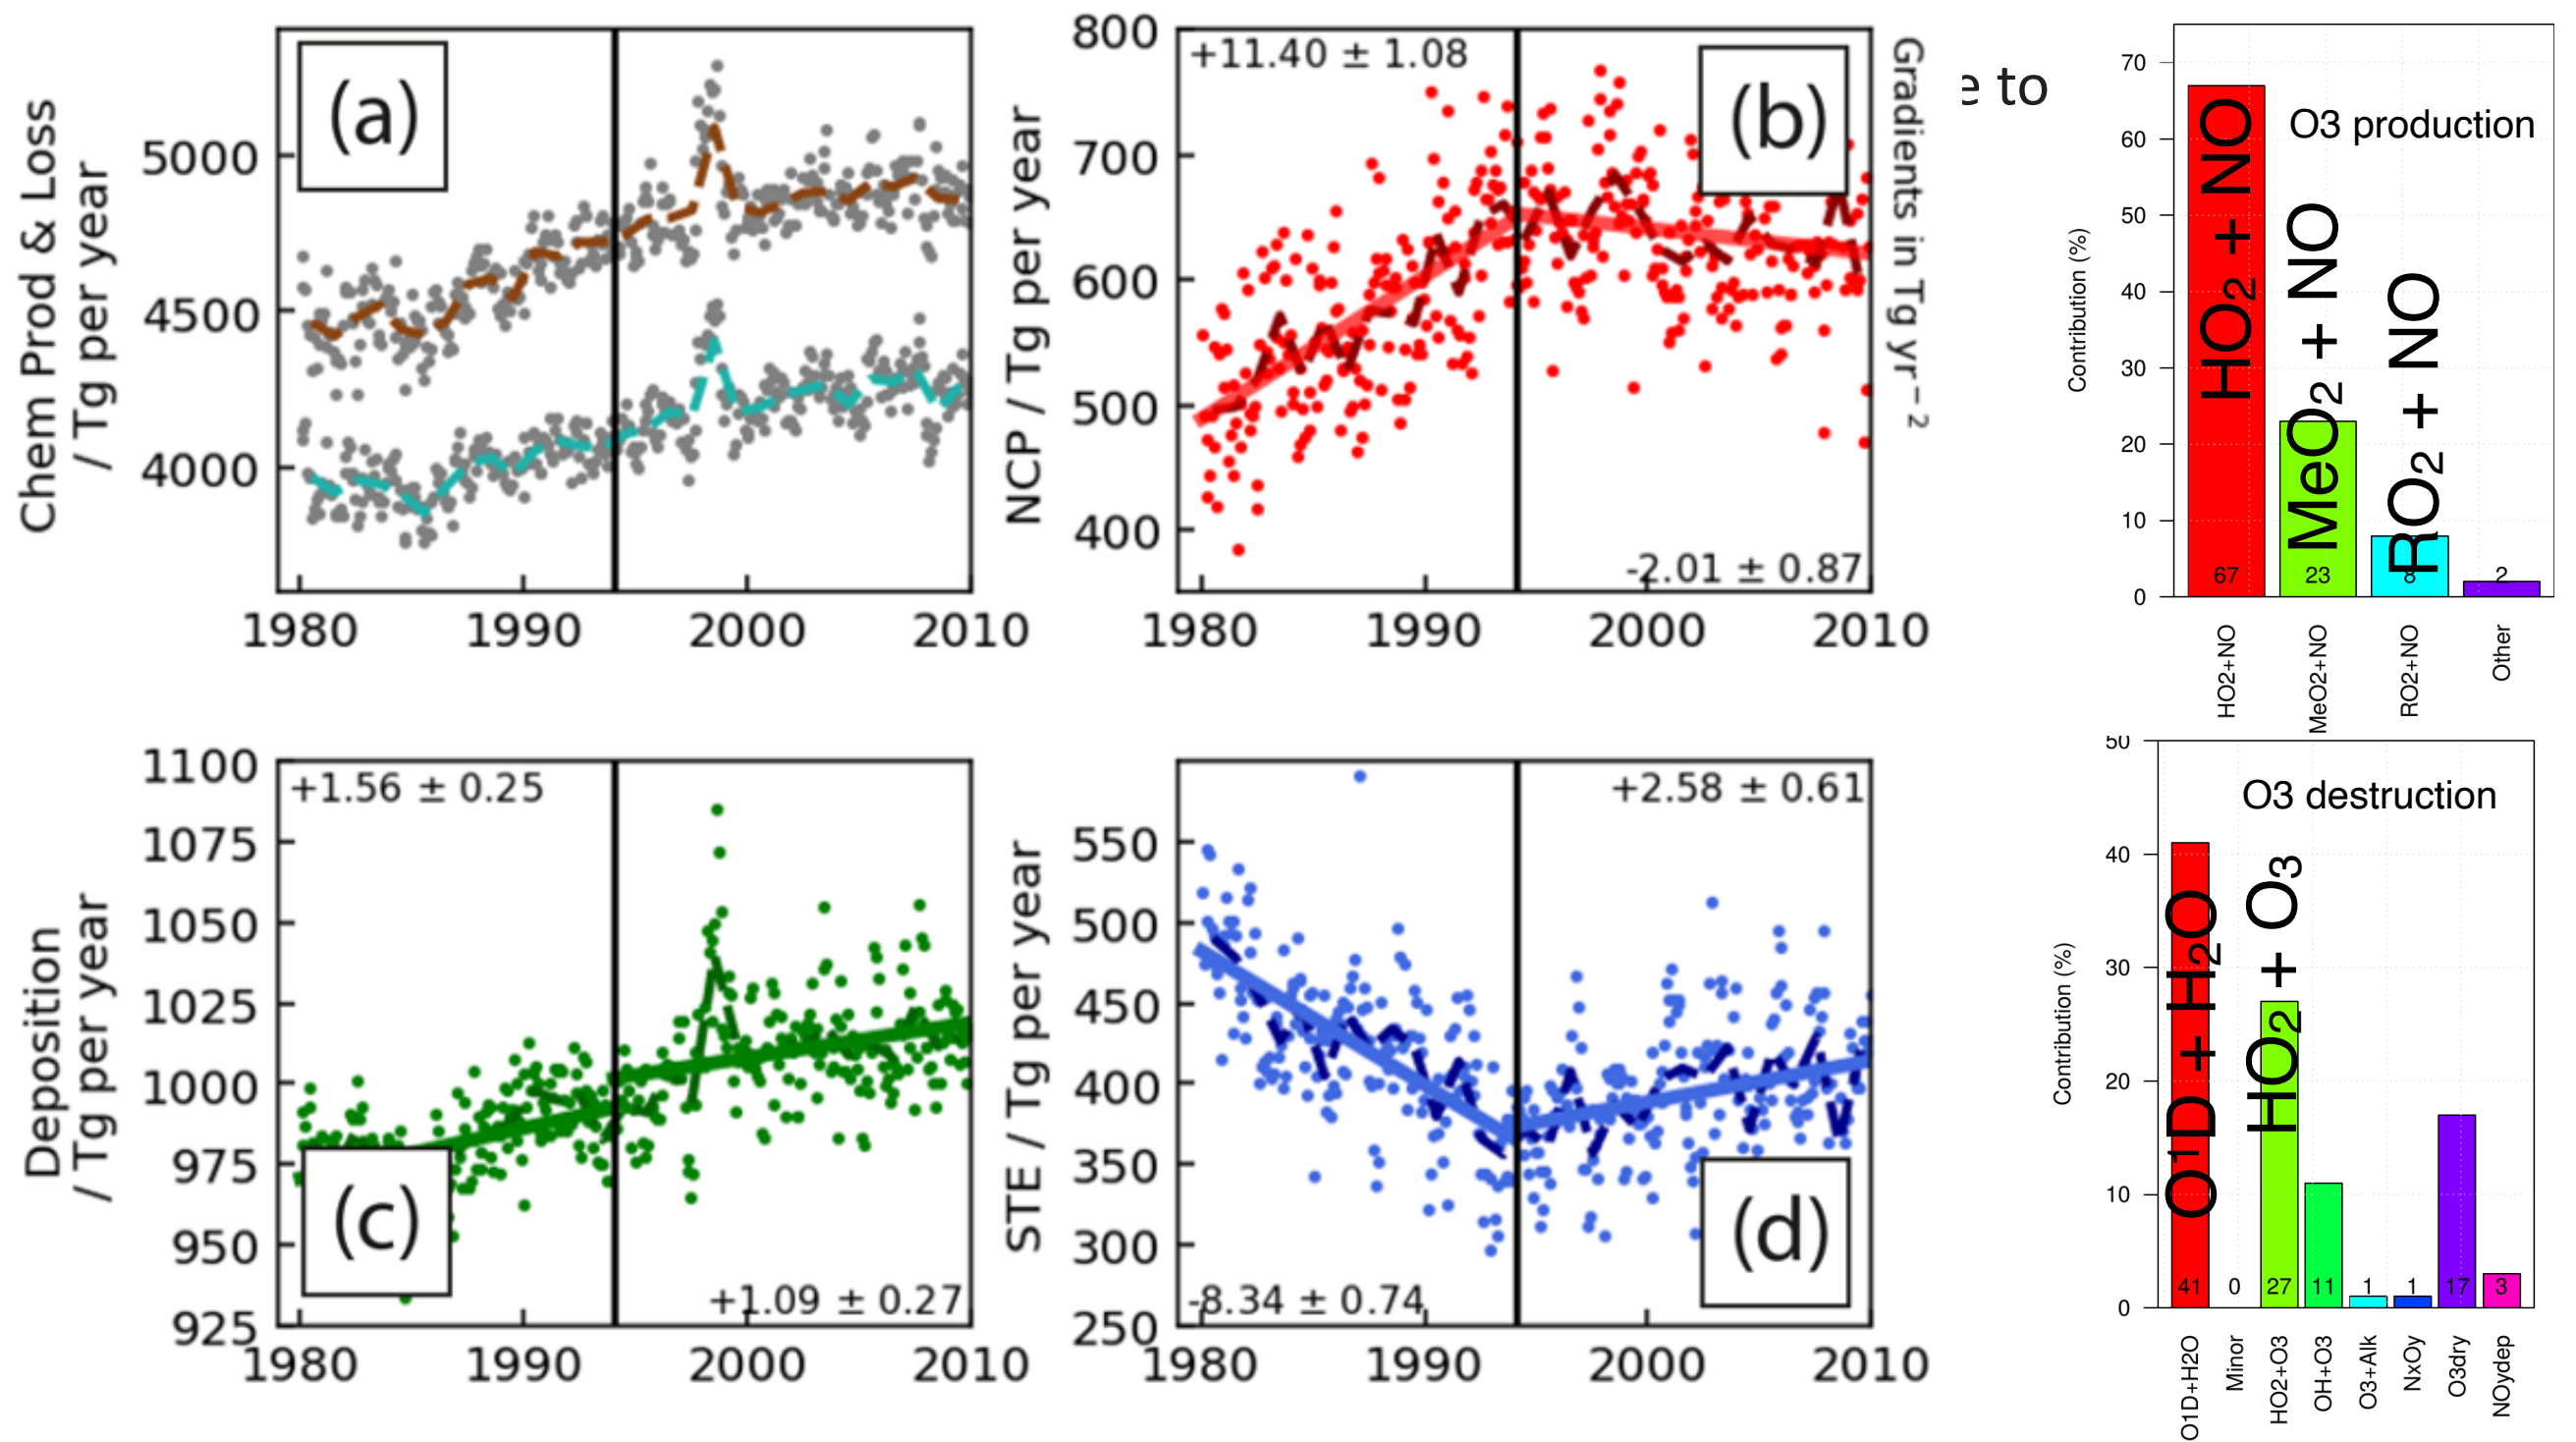 Chem Prod & Loss
/ Tg per year
5000
4500
4000
(a)
1980
1990
2000
2010
NCP / Tg per year
800
700
600
500
400
+11.40 ± 1.08
(b)
-2.01 ± 0.87
1980
1990
2000
2010
Gradients in Tg yr⁻²
e to
Contribution (%)
70
60
50
40
30
20
10
0
O3 production
HO₂ + NO
MeO₂ + NO
RO₂ + NO
67
23
8
2
HO2+NO
MeO2+NO
RO2+NO
Other
Deposition
/ Tg per year
1100
1075
1050
1025
1000
975
950
925
+1.56 ± 0.25
(c)
+1.09 ± 0.27
1980
1990
2000
2010
STE / Tg per year
550
500
450
400
350
300
250
+2.58 ± 0.61
(d)
-8.34 ± 0.74
1980
1990
2000
2010
Contribution (%)
50
40
30
20
10
0
O3 destruction
O¹D + H₂O
HO₂ + O₃
41
0
27
11
1
1
17
3
O1D+H2O
Minor
HO2+O3
OH+O3
O3+Alk
NxOy
O3dry
NOydep